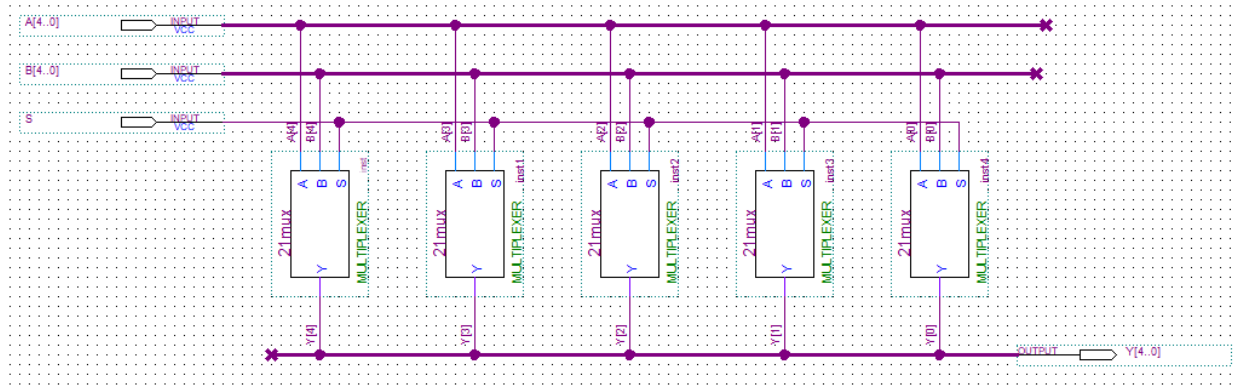 A[4..0] INPUT
VCC
B[4..0] INPUT
VCC
S INPUT
VCC
A[4] B[4] A[3] B[3] A[2] B[2] A[1] B[1] A[0] B[0]
inst inst1 inst2 inst3 inst4
A B S A B S A B S A B S A B S
21mux MULTIPLEXER 21mux MULTIPLEXER 21mux MULTIPLEXER 21mux MULTIPLEXER 21mux MULTIPLEXER
Y Y Y Y Y
Y[4] Y[3] Y[2] Y[1] Y[0]
OUTPUT Y[4..0]